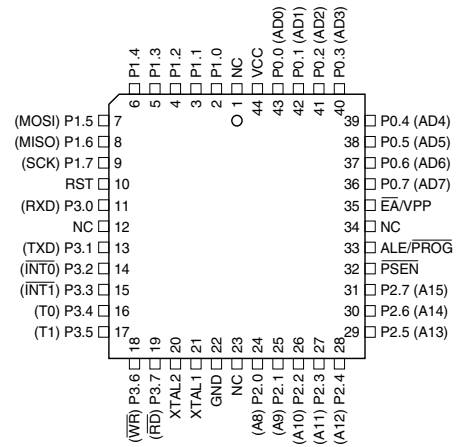 P1.4
P1.3
P1.2
P1.1
P1.0
NC
VCC
P0.0 (AD0)
P0.1 (AD1)
P0.2 (AD2)
P0.3 (AD3)
6
5
4
3
2
1
44
43
42
41
40
(MOSI) P1.5 7
(MISO) P1.6 8
(SCK) P1.7 9
RST 10
(RXD) P3.0 11
NC 12
(TXD) P3.1 13
(INT0) P3.2 14
(INT1) P3.3 15
(T0) P3.4 16
(T1) P3.5 17
39 P0.4 (AD4)
38 P0.5 (AD5)
37 P0.6 (AD6)
36 P0.7 (AD7)
35 EA/VPP
34 NC
33 ALE/PROG
32 PSEN
31 P2.7 (A15)
30 P2.6 (A14)
29 P2.5 (A13)
18
19
20
21
22
23
24
25
26
27
28
(WR) P3.6
(RD) P3.7
XTAL2
XTAL1
GND
NC
(A8) P2.0
(A9) P2.1
(A10) P2.2
(A11) P2.3
(A12) P2.4